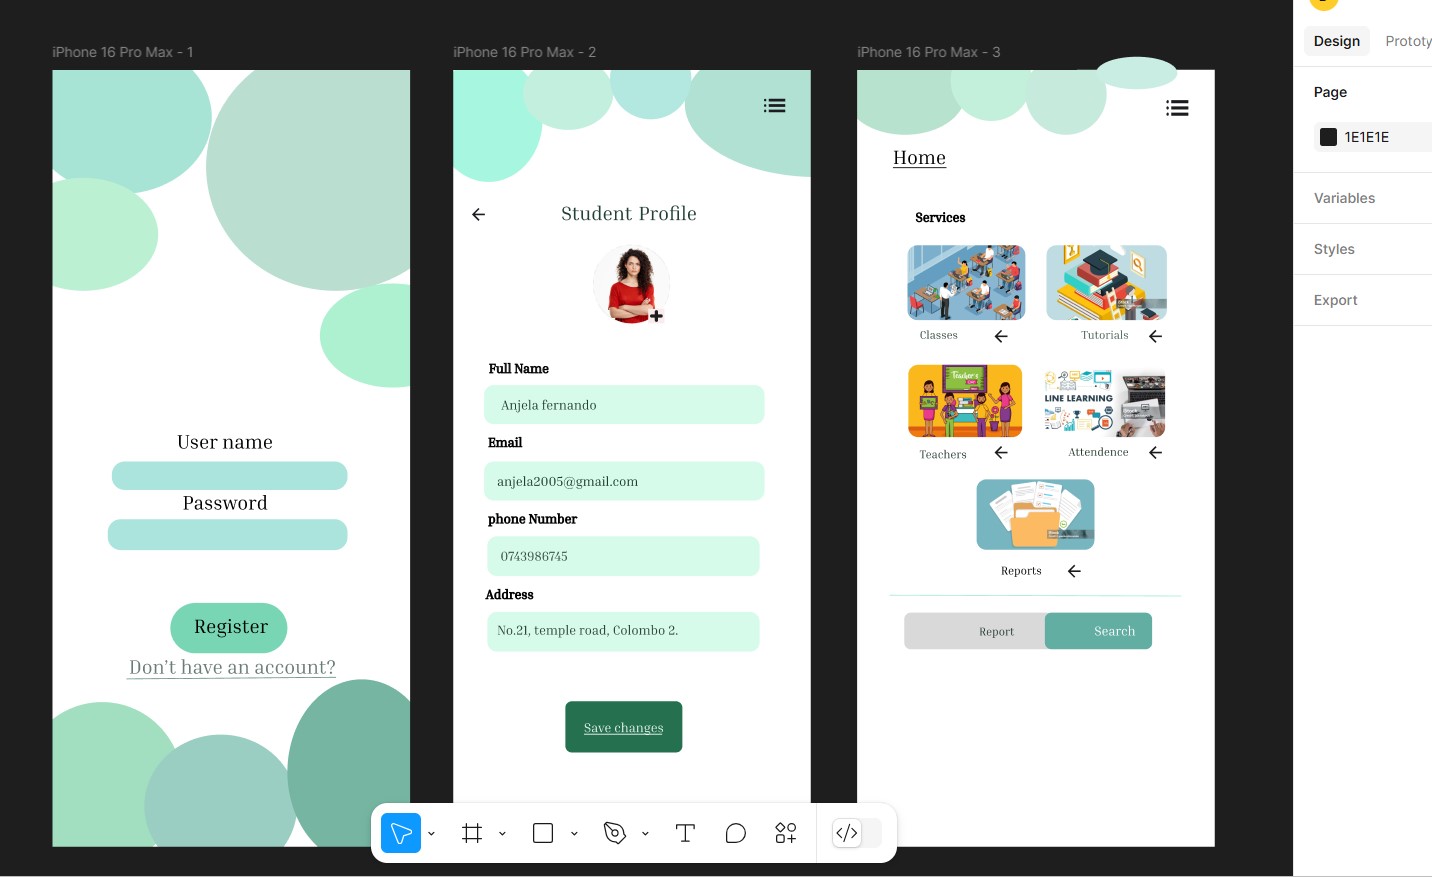 iPhone 16 Pro Max - 1
User name
Password
Register
Don't have an account?
iPhone 16 Pro Max - 2
Student Profile
Full Name
Anjela fernando
Email
anjela2005@gmail.com
phone Number
0743986745
Address
No.21, temple road, Colombo 2.
Save changes
iPhone 16 Pro Max - 3
Home
Services
Classes
Tutorials
Teacher's
LINE LEARNING
Teachers
Attendence
Reports
Report
Search
Design
Prototy
Page
1E1E1E
Variables
Styles
Export